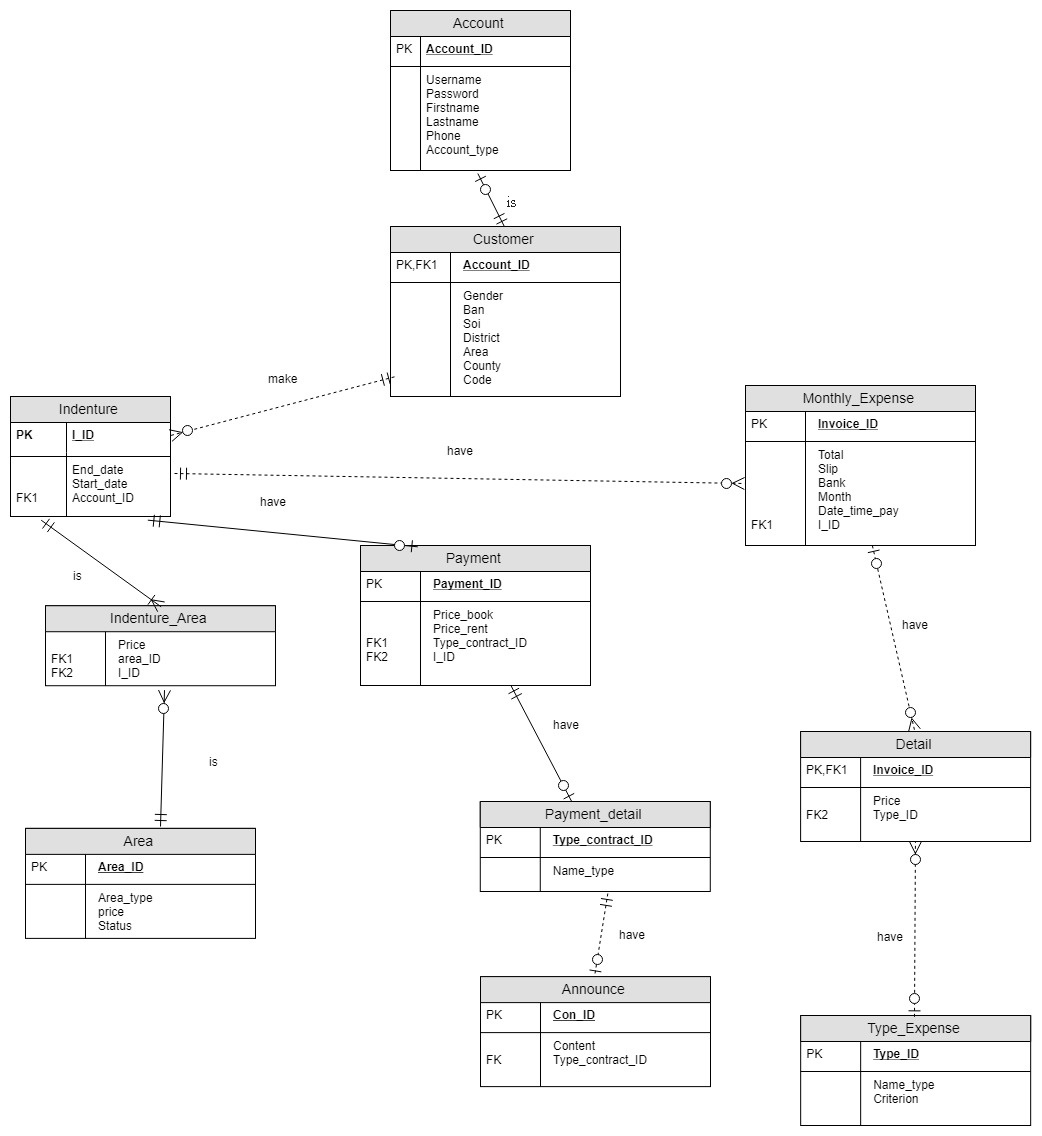 Account
PK Account_ID
Username
Password
Firstname
Lastname
Phone
Account_type
is
Customer
PK,FK1 Account_ID
Gender
Ban
Soi
District
Area
County
Code
make
Indenture
PK I_ID
End_date
Start_date
FK1 Account_ID
have
Monthly_Expense
PK Invoice_ID
Total
Slip
Bank
Month
Date_time_pay
FK1 I_ID
have
Payment
PK Payment_ID
Price_book
Price_rent
FK1 Type_contract_ID
FK2 I_ID
is
Indenture_Area
Price
FK1 area_ID
FK2 I_ID
have
is
have
Detail
PK,FK1 Invoice_ID
Price
FK2 Type_ID
Area
PK Area_ID
Area_type
price
Status
Payment_detail
PK Type_contract_ID
Name_type
have
have
Announce
PK Con_ID
Content
FK Type_contract_ID
Type_Expense
PK Type_ID
Name_type
Criterion